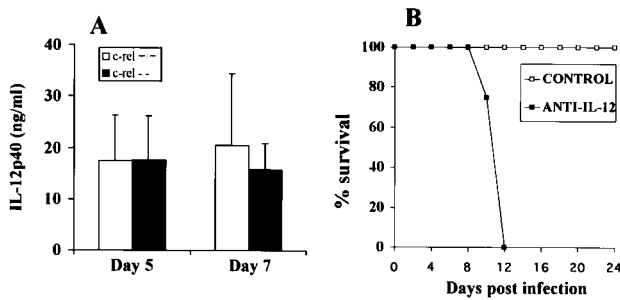 A
c-rel
c-rel - -
IL-12p40 (ng/ml)
40
30
20
10
0
Day 5
Day 7
B
100
80
60
40
20
0
% survival
CONTROL
ANTI-IL-12
0 4 8 12 16 20 24
Days post infection